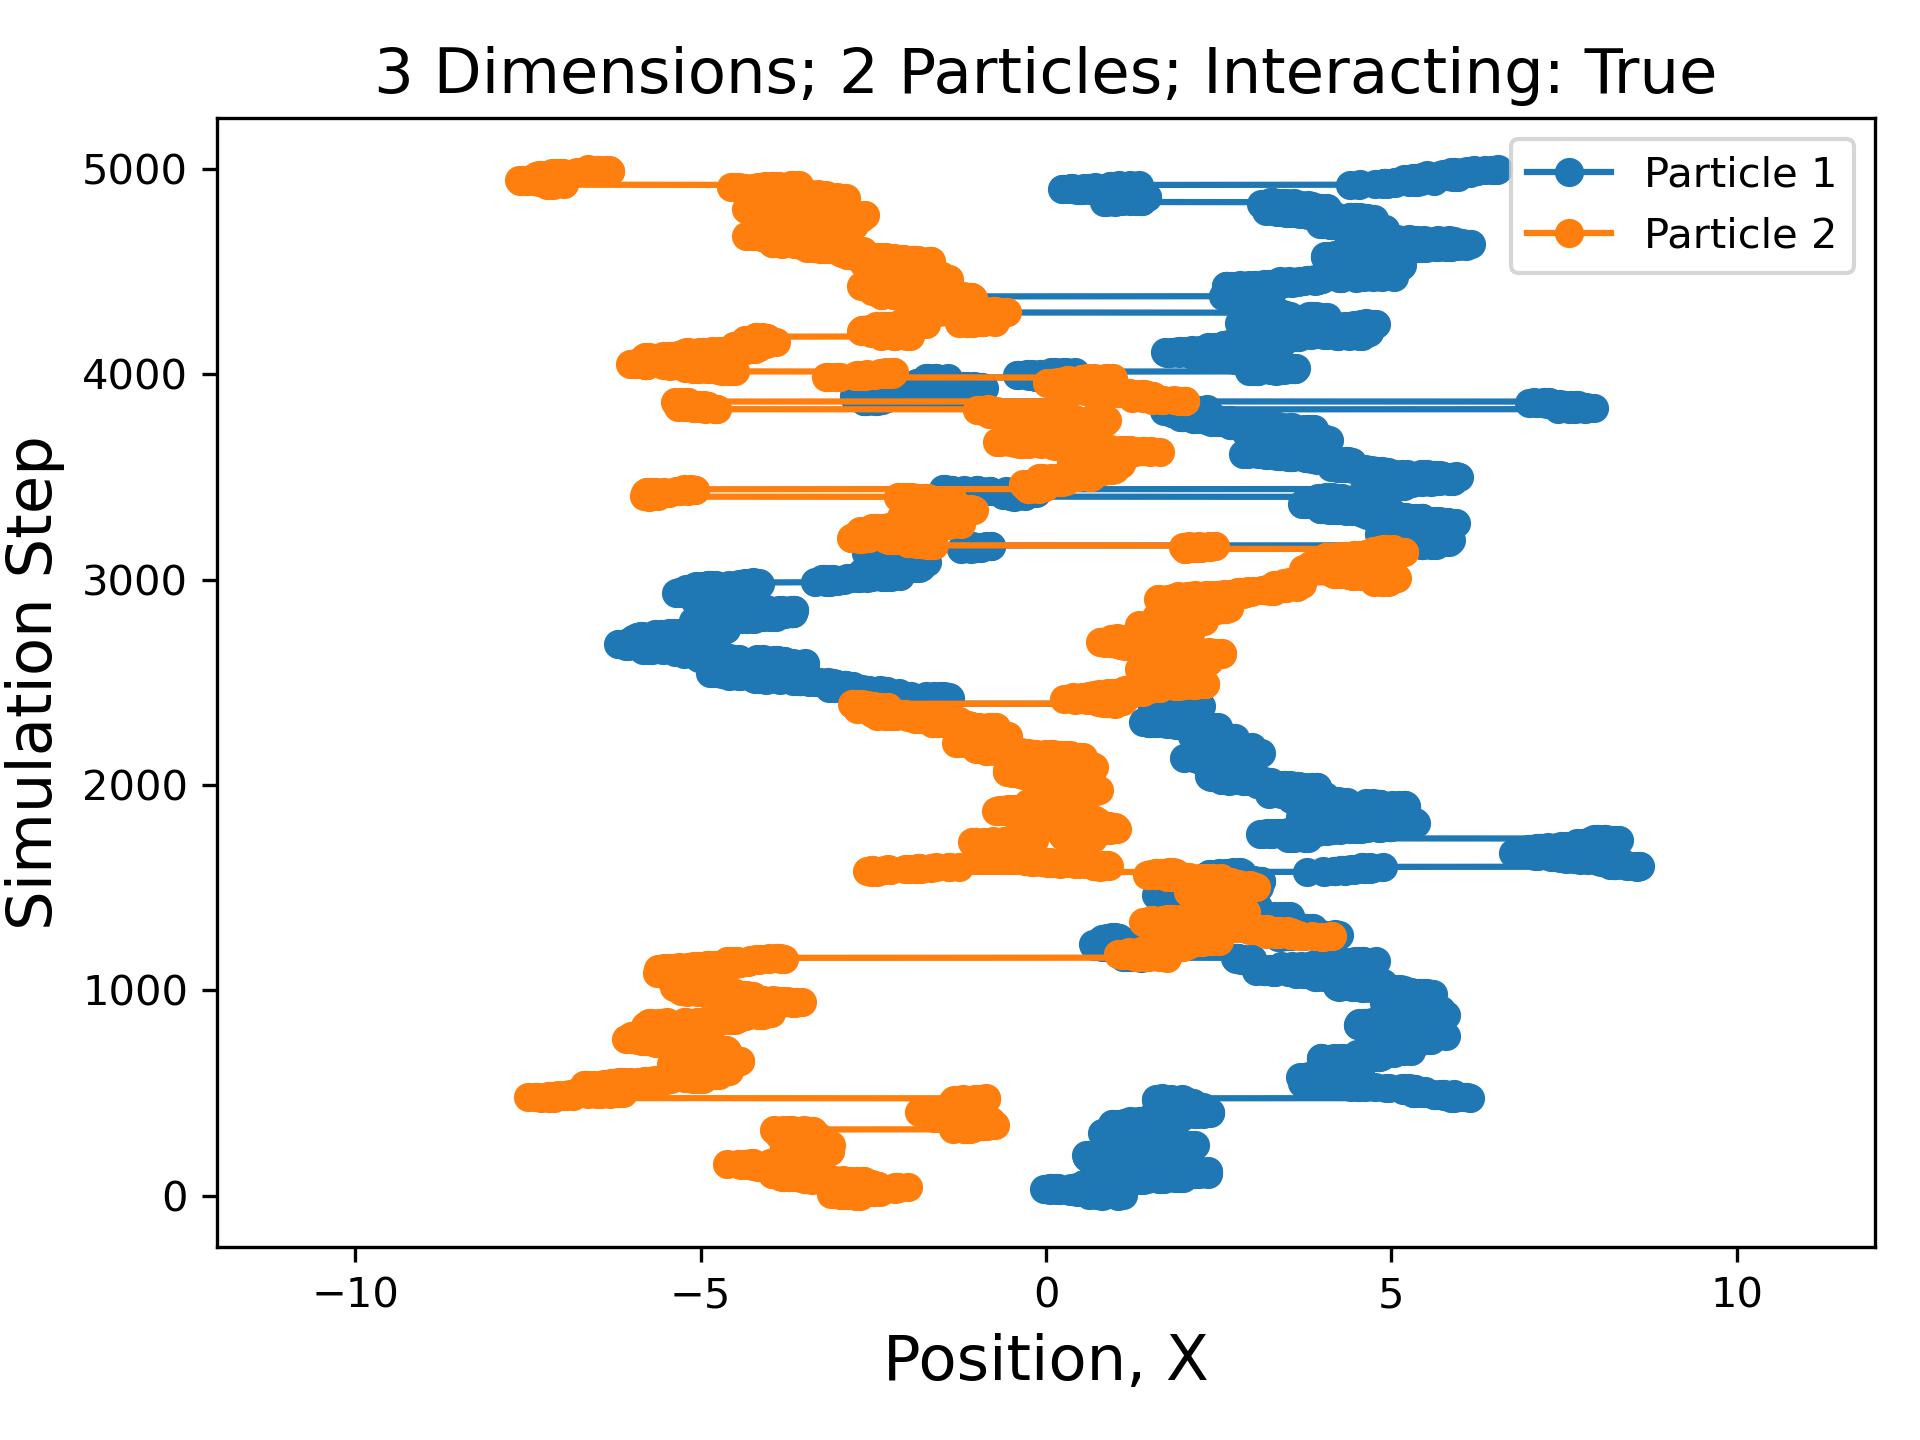 3 Dimensions; 2 Particles; Interacting: True
Particle 1
Particle 2
5000
4000
3000
2000
1000
0
Simulation Step
−10
−5
0
5
10
Position, X